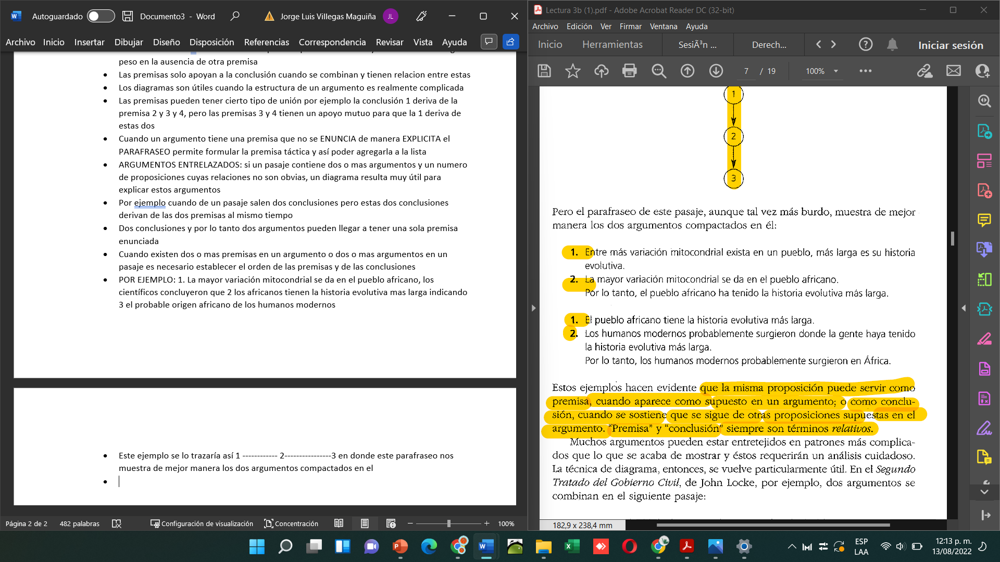 Autoguardado
Documento3 - Word
Jorge Luis Villegas Maguiña
JL
Archivo Inicio Insertar Dibujar Diseño Disposición Referencias Correspondencia Revisar Vista Ayuda
peso en la ausencia de otra premisa
• Las premisas solo apoyan a la conclusión cuando se combinan y tienen relacion entre estas
• Los diagramas son útiles cuando la estructura de un argumento es realmente complicada
• Las premisas pueden tener cierto tipo de unión por ejemplo la conclusión 1 deriva de la
premisa 2 y 3 y 4, pero las premisas 3 y 4 tienen un apoyo mutuo para que la 1 deriva de
estas dos
• Cuando un argumento tiene una premisa que no se ENUNCIA de manera EXPLICITA el
PARAFRASEO permite formular la premisa táctica y así poder agregarla a la lista
• ARGUMENTOS ENTRELAZADOS: si un pasaje contiene dos o mas argumentos y un numero
de proposiciones cuyas relaciones no son obvias, un diagrama resulta muy útil para
explicar estos argumentos
• Por ejemplo cuando de un pasaje salen dos conclusiones pero estas dos conclusiones
derivan de las dos premisas al mismo tiempo
• Dos conclusiones y por lo tanto dos argumentos pueden llegar a tener una sola premisa
enunciada
• Cuando existen dos o mas premisas en un argumento o dos o mas argumentos en un
pasaje es necesario establecer el orden de las premisas y de las conclusiones
• POR EJEMPLO: 1. La mayor variación mitocondrial se da en el pueblo africano, los
científicos concluyeron que 2 los africanos tienen la historia evolutiva mas larga indicando
3 el probable origen africano de los humanos modernos
• Este ejemplo se lo trazaría así 1 ------------ 2----------------3 en donde este parafraseo nos
muestra de mejor manera los dos argumentos compactados en el
•
Página 2 de 2
482 palabras
Configuración de visualización
Concentración
100%
Lectura 3b (1).pdf - Adobe Acrobat Reader DC (32-bit)
Archivo Edición Ver Firmar Ventana Ayuda
Inicio
Herramientas
SesiÃ³n ...
Derech...
Iniciar sesión
7 / 19
100%
1
2
3
Pero el parafraseo de este pasaje, aunque tal vez más burdo, muestra de mejor
manera los dos argumentos compactados en él:
1. Entre más variación mitocondrial exista en un pueblo, más larga es su historia
evolutiva.
2. La mayor variación mitocondrial se da en el pueblo africano.
Por lo tanto, el pueblo africano ha tenido la historia evolutiva más larga.
1. El pueblo africano tiene la historia evolutiva más larga.
2. Los humanos modernos probablemente surgieron donde la gente haya tenido
la historia evolutiva más larga.
Por lo tanto, los humanos modernos probablemente surgieron en África.
Estos ejemplos hacen evidente que la misma proposición puede servir como
premisa, cuando aparece como supuesto en un argumento; o como conclu-
sión, cuando se sostiene que se sigue de otras proposiciones supuestas en el
argumento. “Premisa” y “conclusión” siempre son términos relativos.
Muchos argumentos pueden estar entretejidos en patrones más complica-
dos que lo que se acaba de mostrar y éstos requerirán un análisis cuidadoso.
La técnica de diagrama, entonces, se vuelve particularmente útil. En el Segundo
Tratado del Gobierno Civil, de John Locke, por ejemplo, dos argumentos se
combinan en el siguiente pasaje:
182,9 x 238,4 mm
ESP
LAA
12:13 p. m.
13/08/2022